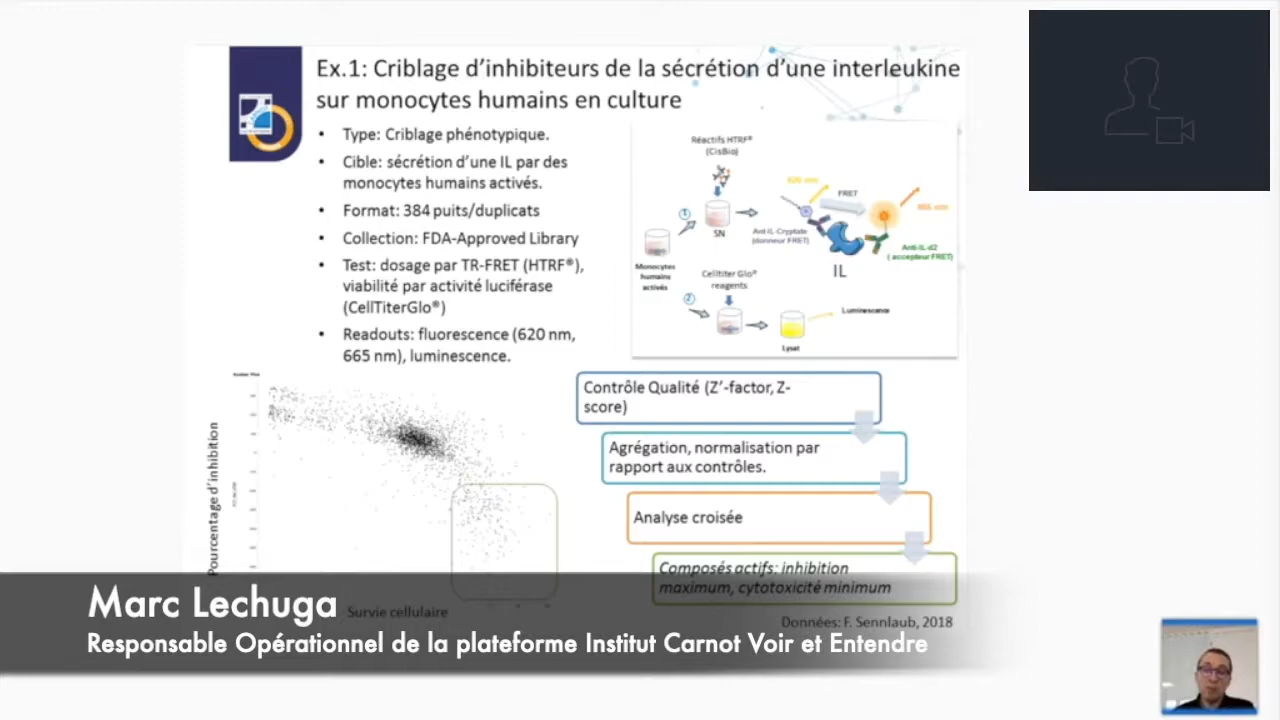 Ex.1: Criblage d'inhibiteurs de la sécrétion d'une interleukine
sur monocytes humains en culture
• Type: Criblage phénotypique.
• Cible: sécrétion d'une IL par des
monocytes humains activés.
• Format: 384 puits/duplicats
• Collection: FDA-Approved Library
• Test: dosage par TR-FRET (HTRF®),
viabilité par activité luciférase
(CellTiterGlo®)
• Readouts: fluorescence (620 nm,
665 nm), luminescence.
Réactifs HTRF®
(CisBio)
620 nm
FRET
665 nm
1
SN
Anti-IL-Cryptate
(donneur FRET)
Anti-IL-d2
( accepteur FRET)
IL
Monocytes
humains
activés
Celltiter Glo®
reagents
2
Luminescence
Lysat
Pourcentage d'inhibition
Survie cellulaire
Contrôle Qualité (Z'-factor, Z-
score)
Agrégation, normalisation par
rapport aux contrôles.
Analyse croisée
Composés actifs: inhibition
maximum, cytotoxicité minimum
Données: F. Sennlaub, 2018
Marc Lechuga
Responsable Opérationnel de la plateforme Institut Carnot Voir et Entendre